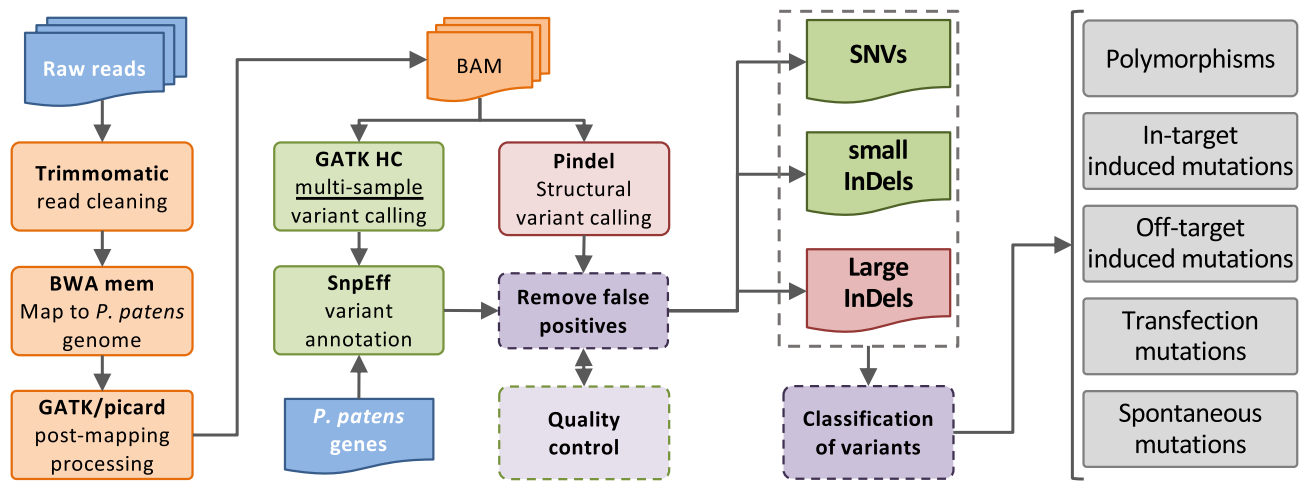 Raw reads
Trimmomatic
read cleaning
BWA mem
Map to P. patens
genome
GATK/picard
post-mapping
processing
BAM
GATK HC
multi-sample
variant calling
Pindel
Structural
variant calling
SnpEff
variant
annotation
P. patens
genes
Remove false
positives
Quality
control
SNVs
small
InDels
Large
InDels
Classification
of variants
Polymorphisms
In-target
induced mutations
Off-target
induced mutations
Transfection
mutations
Spontaneous
mutations